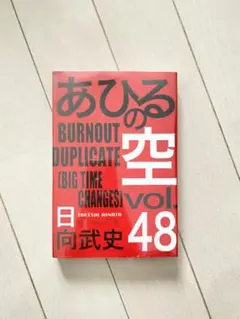 あひるの空
BURNOUT
DUPLICATE
[BIG TIME
CHANGES]
vol.
48
日向武史